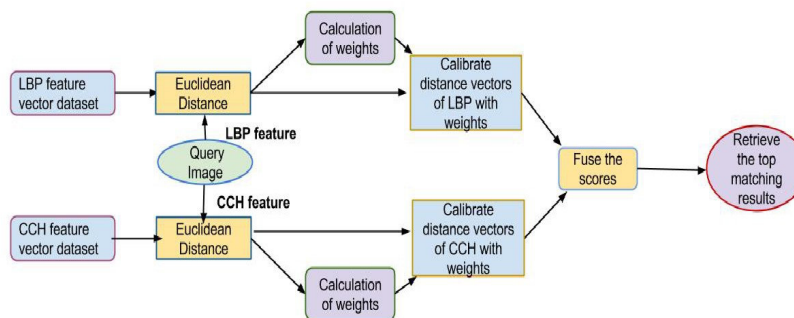 Calculation
of weights
LBP feature
vector dataset
Euclidean
Distance
Calibrate
distance vectors
of LBP with
weights
LBP feature
Query
Image
CCH feature
Fuse the
scores
Retrieve
the top
matching
results
CCH feature
vector dataset
Euclidean
Distance
Calibrate
distance vectors
of CCH with
weights
Calculation
of weights